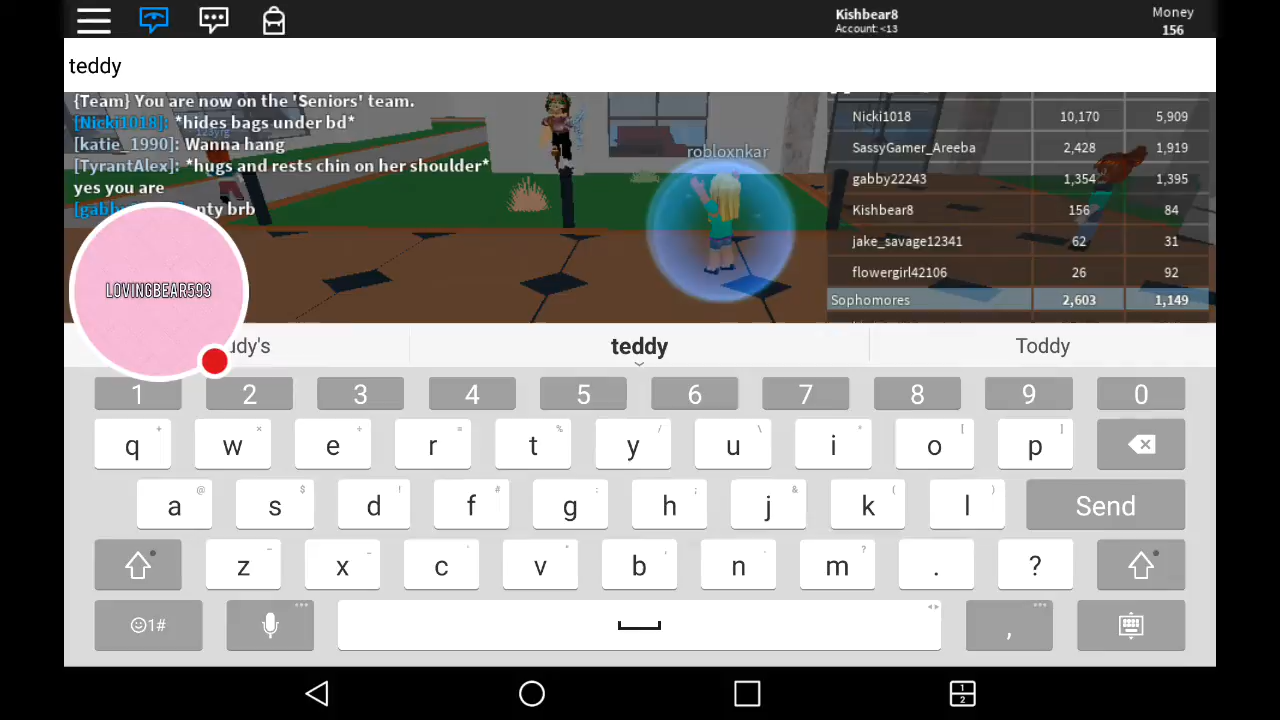 Kishbear8
Account: <13
Money
156
teddy
{Team} You are now on the 'Seniors' team.
[Nicki1018]: *hides bags under bd*
[katie_1990]: Wanna hang
[TyrantAlex]: *hugs and rests chin on her shoulder*
yes you are
nty brb
robloxnkar
Nicki1018 10,170 5,909
SassyGamer_Areeba 2,428 1,919
gabby22243 1,354 1,395
Kishbear8 156 84
jake_savage12341 62 31
flowergirl42106 26 92
Sophomores 2,603 1,149
LOVINGBEAR593
ddy's teddy Toddy
1 2 3 4 5 6 7 8 9 0
q w e r t y u i o p
a s d f g h j k l Send
z x c v b n m . ?
1# ,
1
2